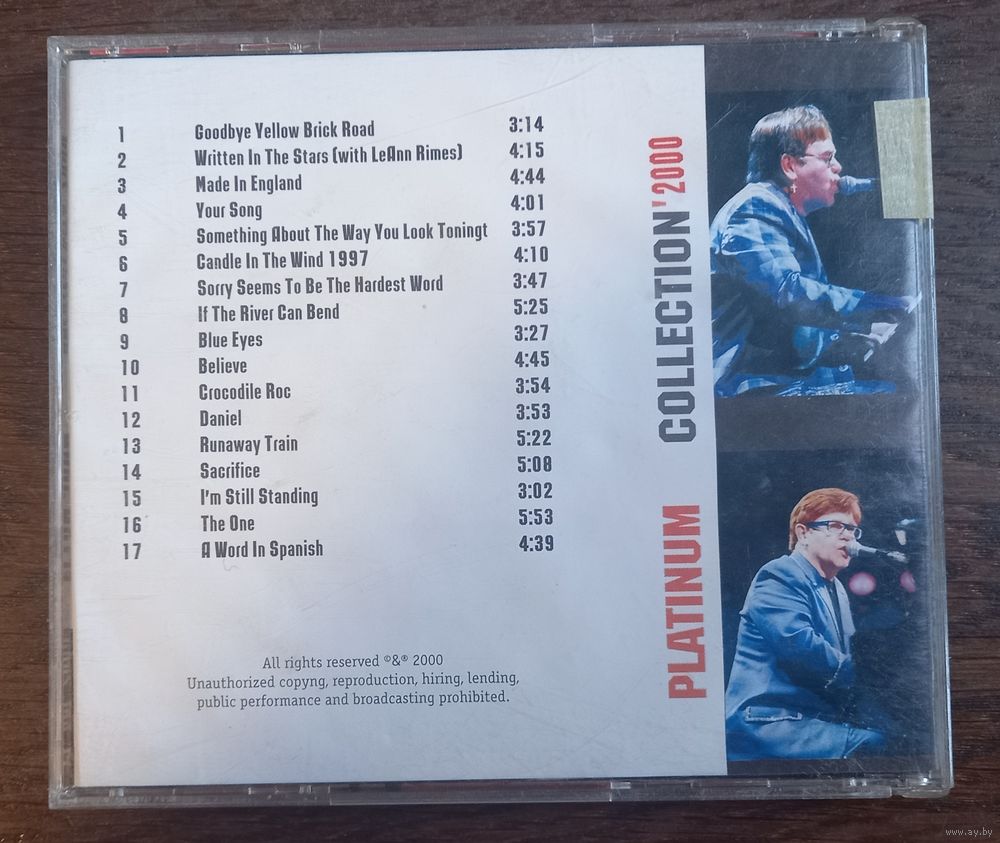 1 Goodbye Yellow Brick Road 3:14
2 Written In The Stars (with LeAnn Rimes) 4:15
3 Made In England 4:44
4 Your Song 4:01
5 Something About The Way You Look Toningt 3:57
6 Candle In The Wind 1997 4:10
7 Sorry Seems To Be The Hardest Word 3:47
8 If The River Can Bend 5:25
9 Blue Eyes 3:27
10 Believe 4:45
11 Crocodile Roc 3:54
12 Daniel 3:53
13 Runaway Train 5:22
14 Sacrifice 5:08
15 I'm Still Standing 3:02
16 The One 5:53
17 A Word In Spanish 4:39
All rights reserved ©&® 2000
Unauthorized copyng, reproduction, hiring, lending,
public performance and broadcasting prohibited.
PLATINUM COLLECTION'2000
www.ay.by